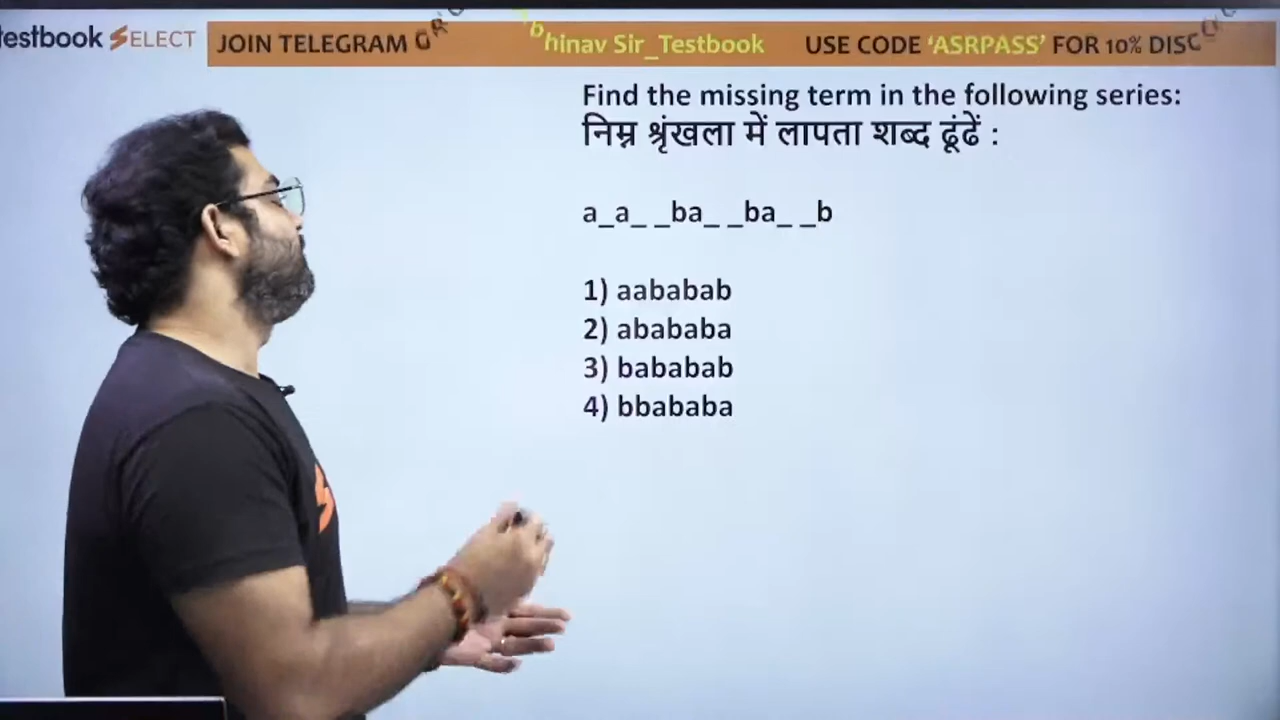 testbook SELECT
JOIN TELEGRAM
hinav Sir_Testbook
USE CODE 'ASRPASS' FOR 10% DISC
Find the missing term in the following series:
निम्न श्रृंखला में लापता शब्द ढूंढें :
a_a_ _ba_ _ba_ _b
1) aababab
2) abababa
3) bababab
4) bbababa